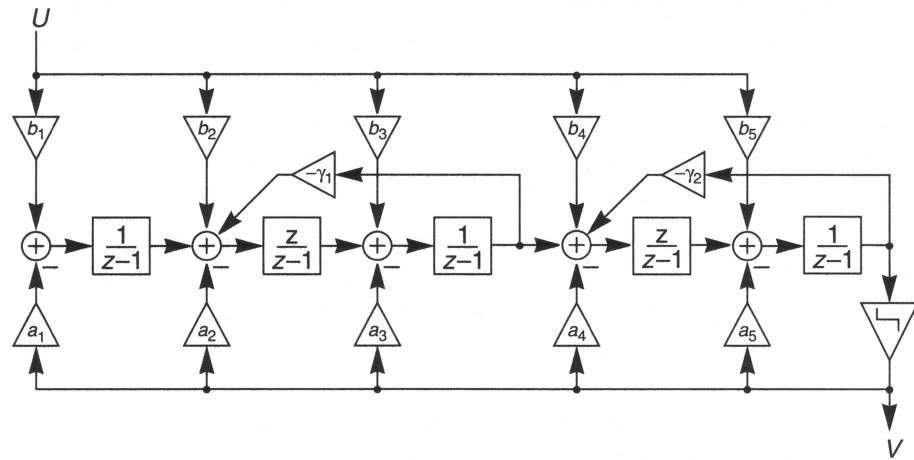 U
b₁ b₂ b₃ b₄ b₅
−γ₁ −γ₂
+ 1/z−1 + z/z−1 + 1/z−1 + z/z−1 + 1/z−1
− − − − −
a₁ a₂ a₃ a₄ a₅
V